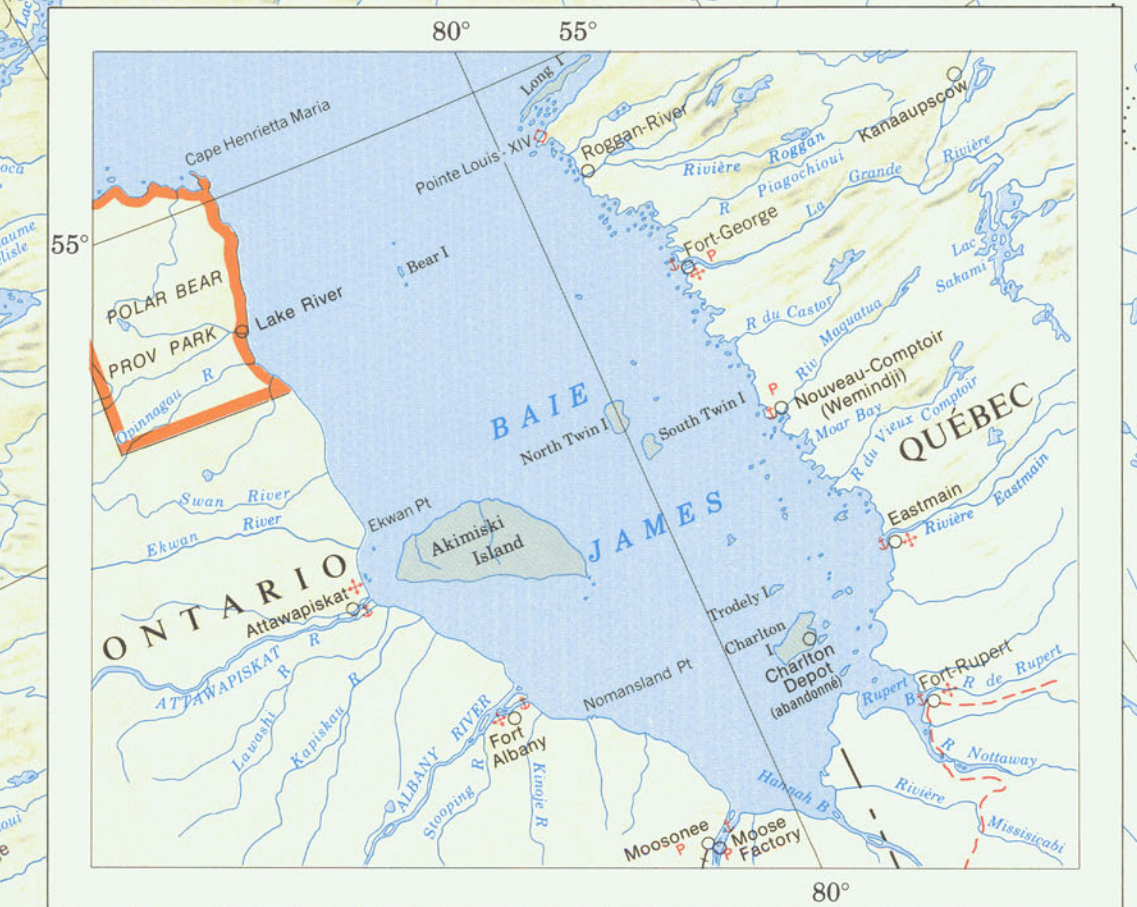 80°
55°
Lac
Long I
Cape Henrietta Maria
Pointe Louis-XIV
Roggan-River
Kanaaupscow
Rivière Roggan
R Piagochioui
La Grande Rivière
55°
Bear I
Fort-George
P
Lac Sakami
POLAR BEAR
PROV PARK
Lake River
R du Castor
Riv Maquatua
Opinnagau R
BAIE
JAMES
North Twin I
South Twin I
P
Nouveau-Comptoir
(Wemindji)
Moar Bay
R du Vieux Comptoir
QUÉBEC
Swan River
Ekwan River
Ekwan Pt
Akimiski
Island
Eastmain
Rivière Eastmain
ONTARIO
Attawapiskat
ATTAWAPISKAT R
Trodely I
Charlton
I
Charlton
Depot
(abandonné)
Lawashi R
Kapiskau R
Nomansland Pt
Fort-Rupert
Rupert
B
R de Rupert
ALBANY RIVER
Fort
Albany
Stooping R
Kinoje R
R Nottaway
Hannah B
Rivière
Missisicabi
Moosonee
P
Moose
Factory
P
80°